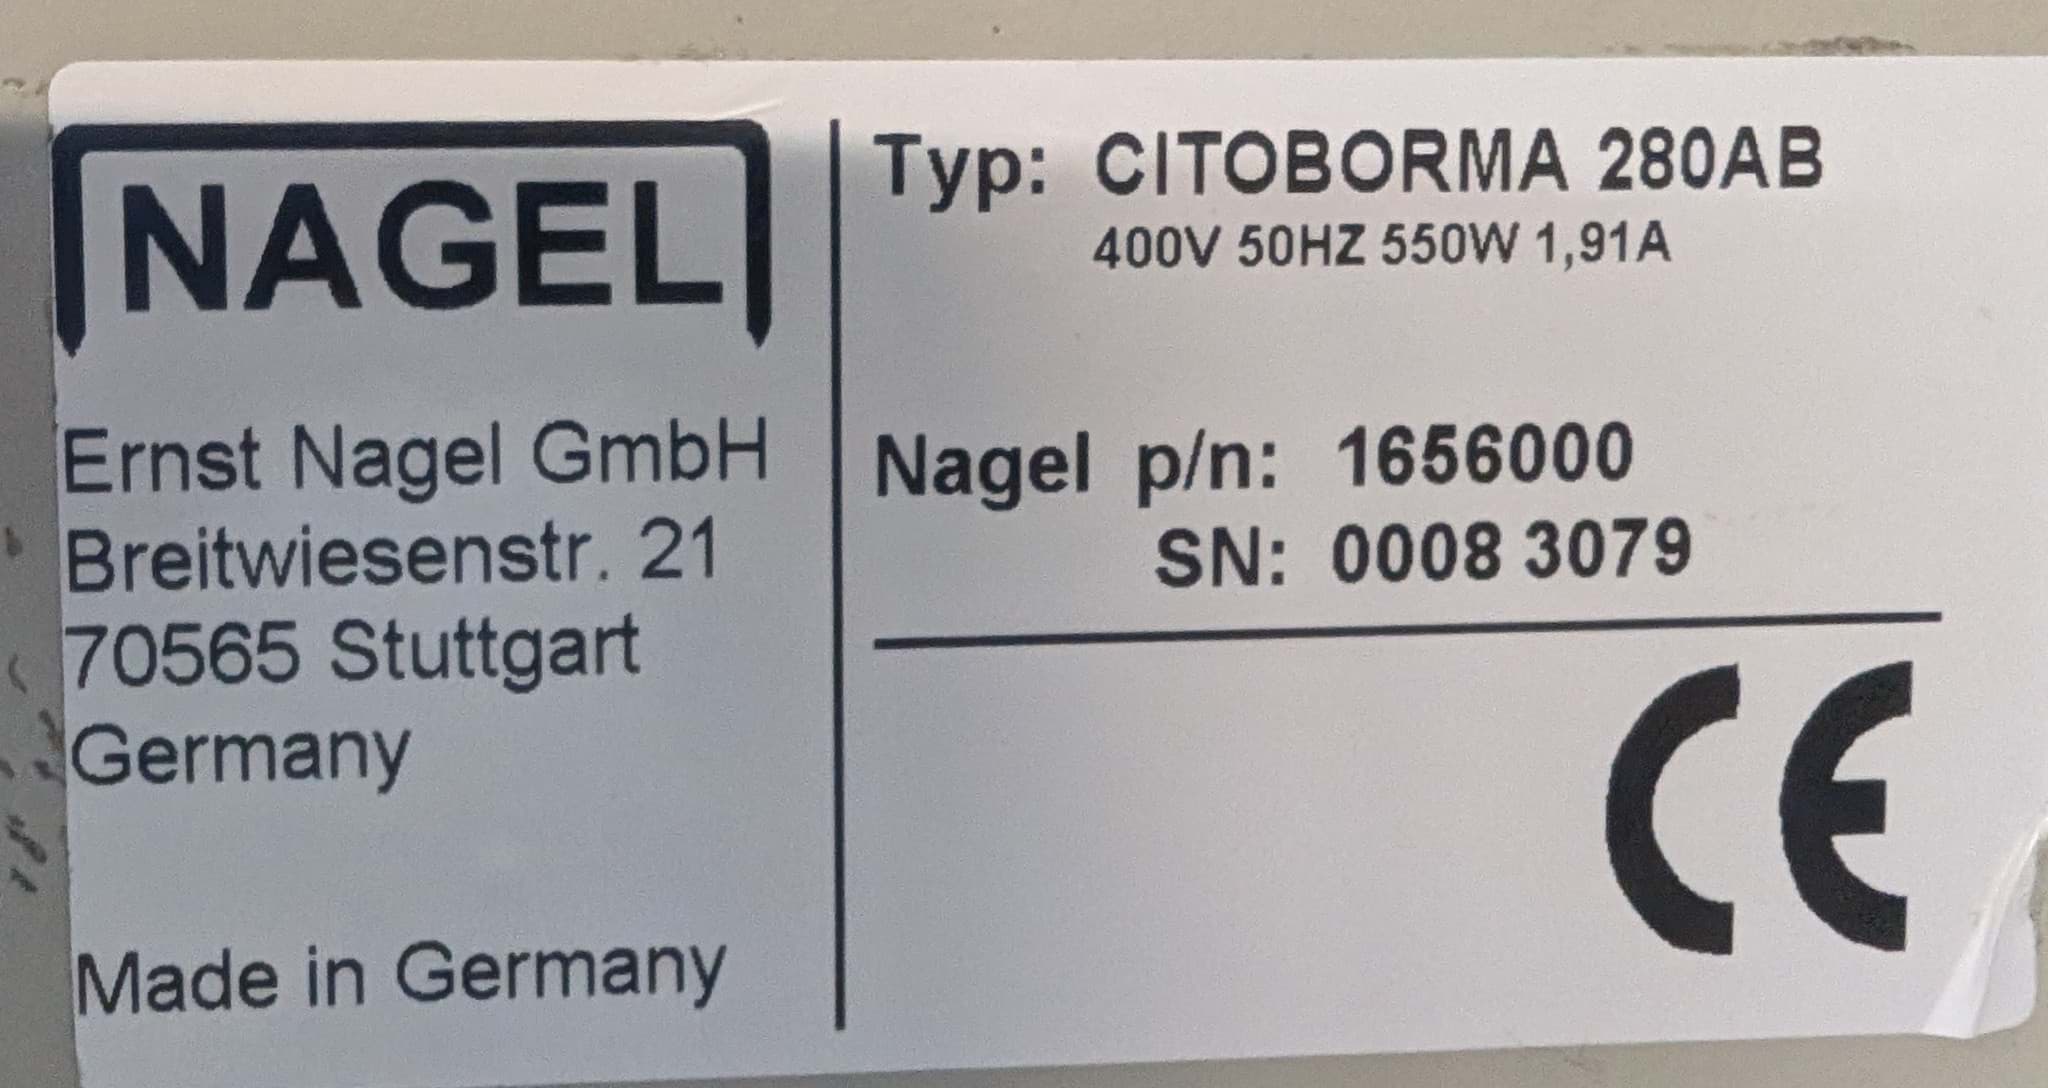 NAGEL
Ernst Nagel GmbH
Breitwiesenstr. 21
70565 Stuttgart
Germany
Made in Germany
Typ: CITOBORMA 280AB
400V 50HZ 550W 1,91A
Nagel p/n: 1656000
SN: 0008 3079
CE